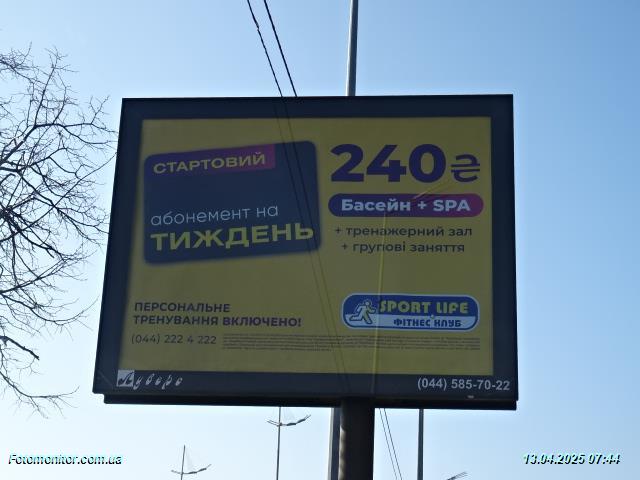 СТАРТОВИЙ
абонемент на
ТИЖДЕНЬ
240₴
Басейн + SPA
+ тренажерний зал
+ групові заняття
ПЕРСОНАЛЬНЕ
ТРЕНУВАННЯ ВКЛЮЧЕНО!
(044) 222 4 222
SPORT LIFE
ФІТНЕС КЛУБ
Луверс
(044) 585-70-22
Fotomonitor.com.ua
13.04.2025 07:44